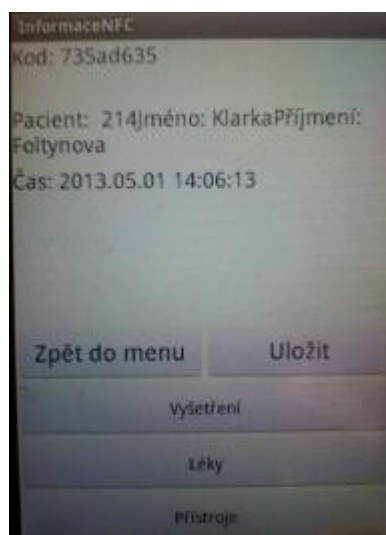 InformaceNFC
Kod: 735ad635
Pacient:  214Jméno: KlarkaPříjmení:
Foltynova
Čas: 2013.05.01 14:06:13
Zpět do menu
Uložit
Vyšetření
Léky
Přístroje